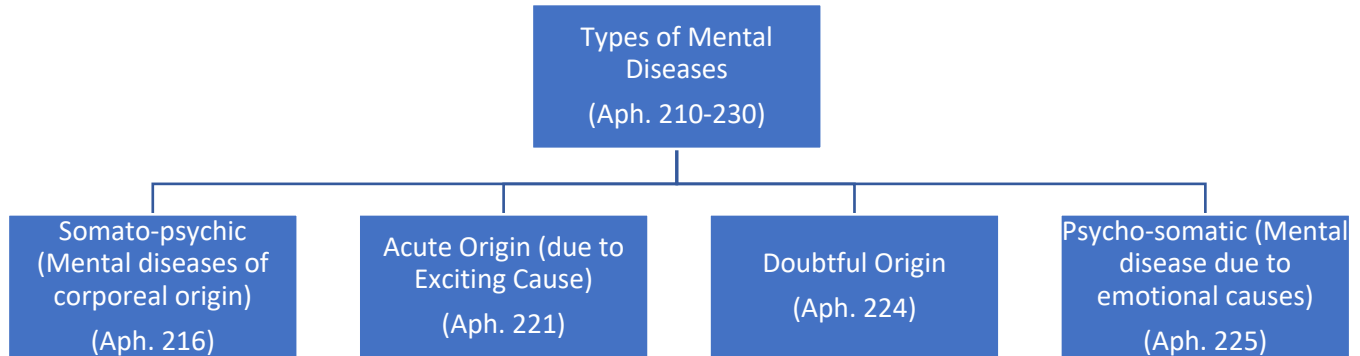 Types of Mental
Diseases
(Aph. 210-230)
Somato-psychic
(Mental diseases of
corporeal origin)
(Aph. 216)
Acute Origin (due to
Exciting Cause)
(Aph. 221)
Doubtful Origin
(Aph. 224)
Psycho-somatic (Mental
disease due to
emotional causes)
(Aph. 225)